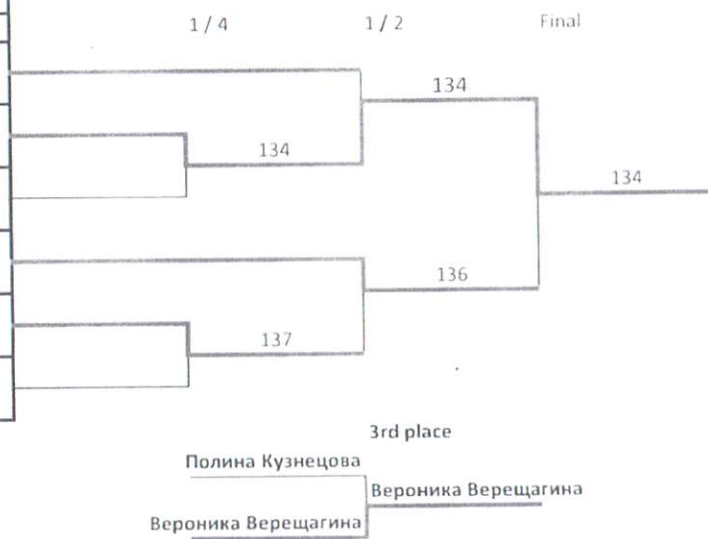 1 / 4 1 / 2 Final
134
134
134
136
137
3rd place
Полина Кузнецова
Вероника Верещагина
Вероника Верещагина